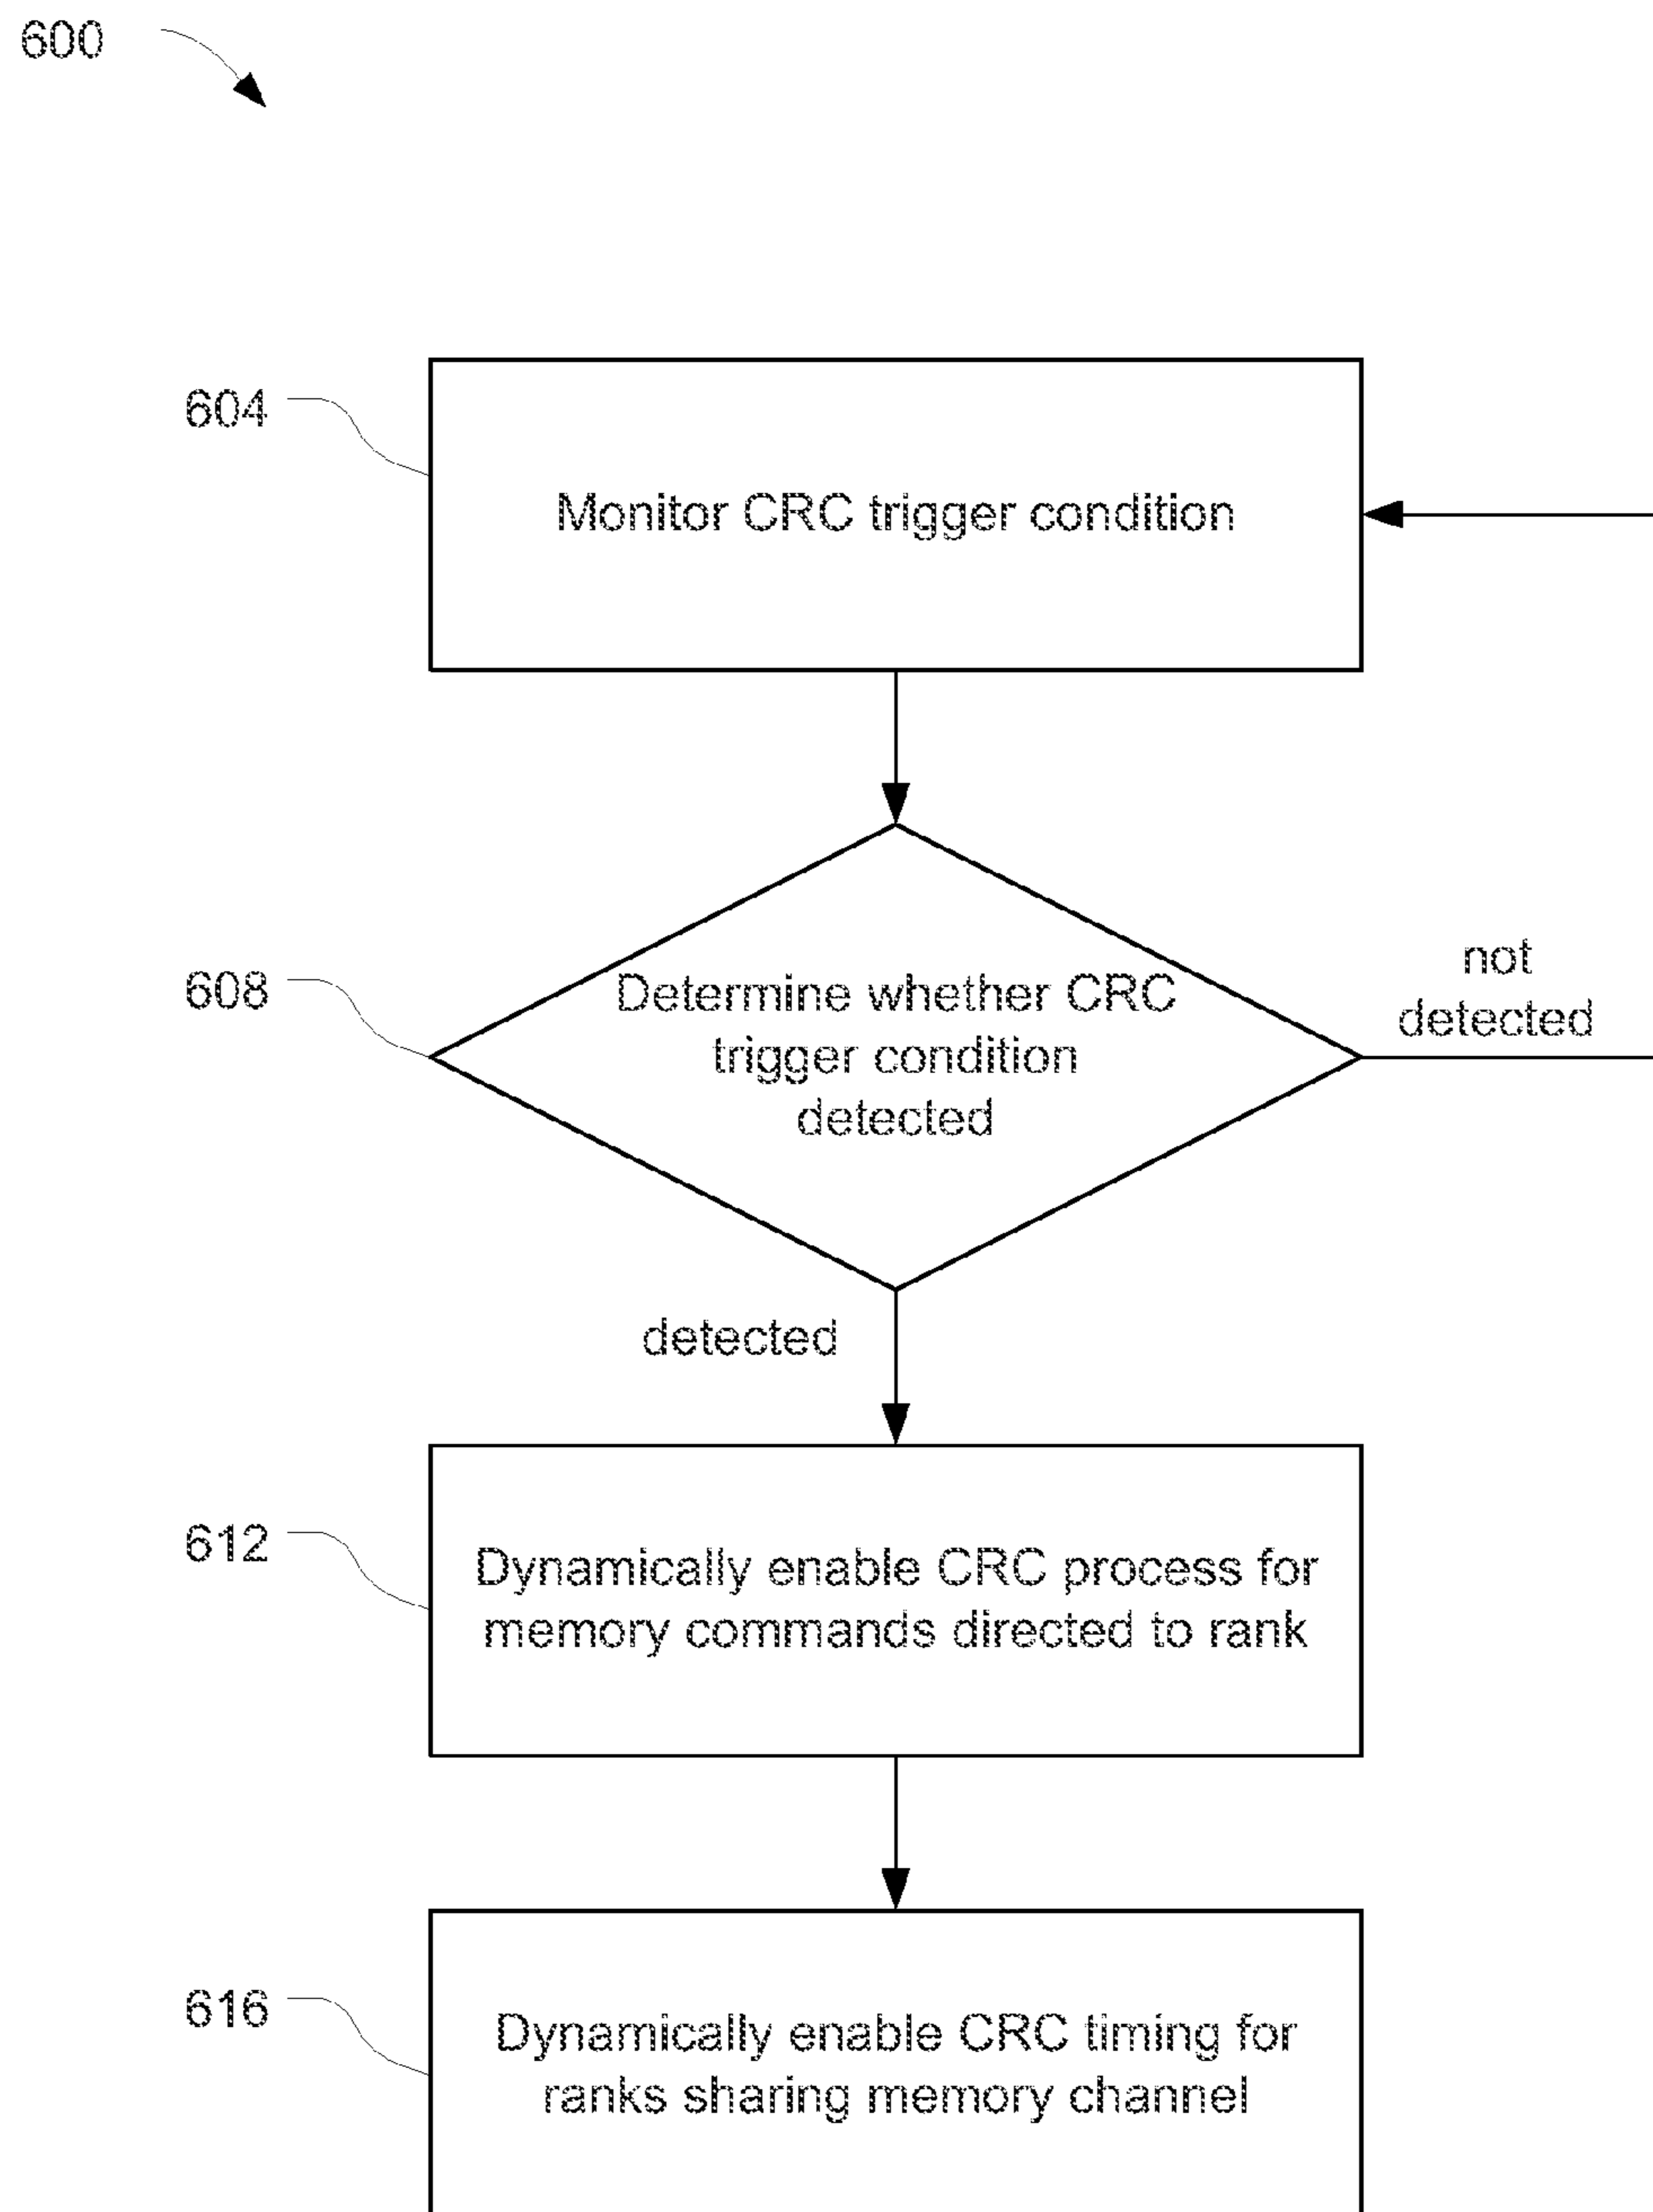 600
604
Monitor CRC trigger condition
608
Determine whether CRC
trigger condition
detected
not
detected
detected
612
Dynamically enable CRC process for
memory commands directed to rank
616
Dynamically enable CRC timing for
ranks sharing memory channel